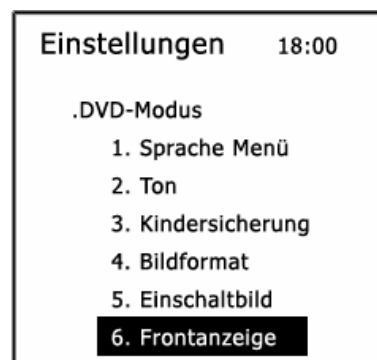 Einstellungen 18:00
.DVD-Modus
1. Sprache Menü
2. Ton
3. Kindersicherung
4. Bildformat
5. Einschaltbild
6. Frontanzeige